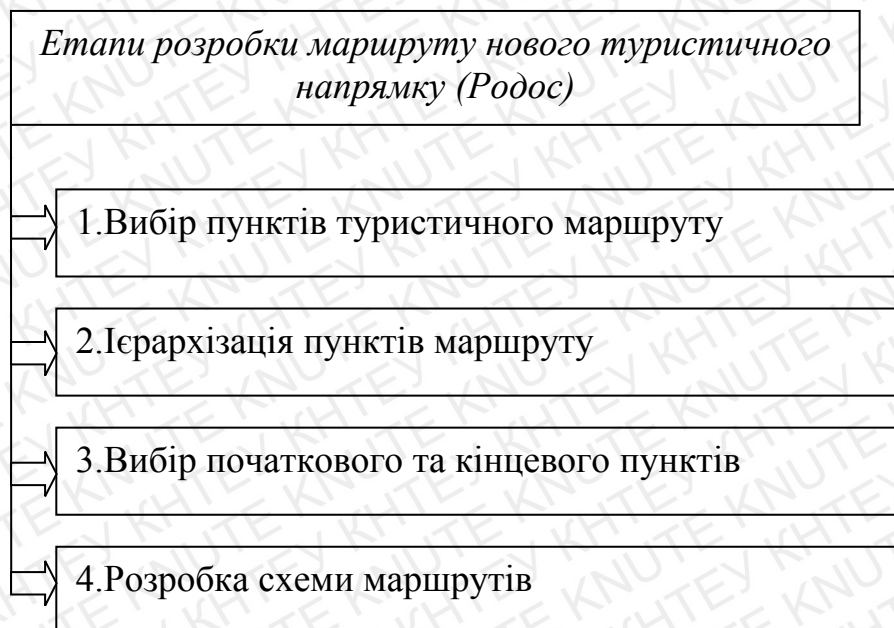 Етапи розробки маршруту нового туристичного
напрямку (Родос)
1.Вибір пунктів туристичного маршруту
2.Ієрархізація пунктів маршруту
3.Вибір початкового та кінцевого пунктів
4.Розробка схеми маршрутів